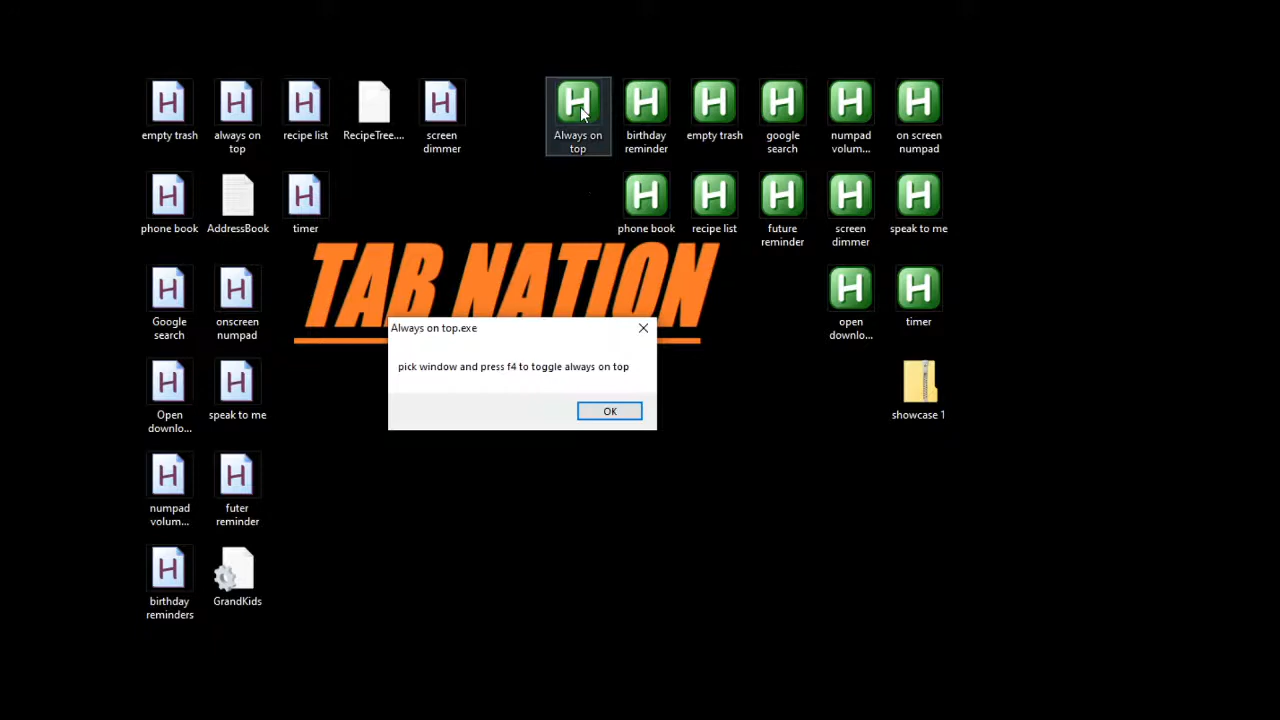 empty trash
always on
top
recipe list
RecipeTree....
screen
dimmer
Always on
top
birthday
reminder
empty trash
google
search
numpad
volum...
on screen
numpad
phone book
AddressBook
timer
phone book
recipe list
future
reminder
screen
dimmer
speak to me
TAB NATION
Google
search
onscreen
numpad
open
downlo...
timer
Always on top.exe
pick window and press f4 to toggle always on top
OK
Open
downlo...
speak to me
showcase 1
numpad
volum...
futer
reminder
birthday
reminders
GrandKids